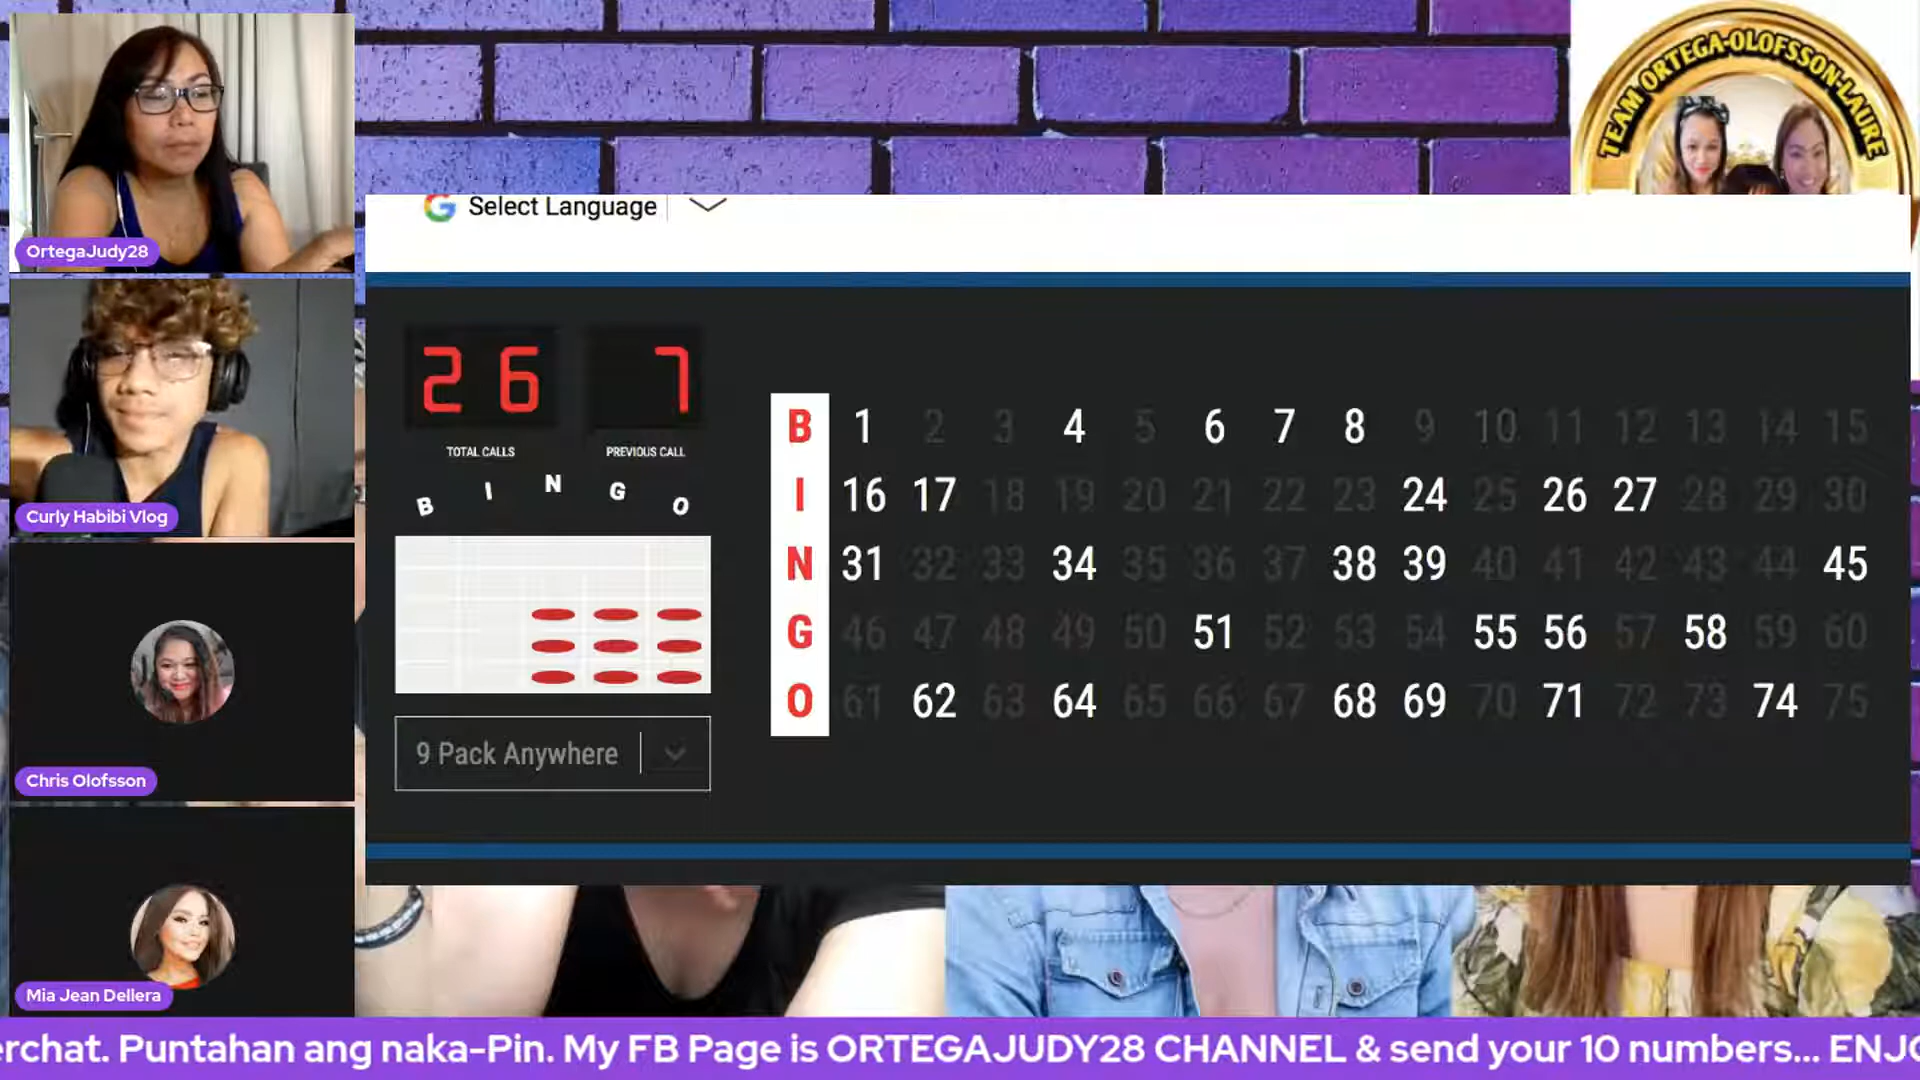 OrtegaJudy28
Curly Habibi Vlog
Chris Olofsson
Mia Jean Dellera
TEAM ORTEGA-OLOFSSON-LAURE
Select Language
26 7
TOTAL CALLS PREVIOUS CALL
B I N G O
9 Pack Anywhere
B 1 2 3 4 5 6 7 8 9 10 11 12 13 14 15
I 16 17 18 19 20 21 22 23 24 25 26 27 28 29 30
N 31 32 33 34 35 36 37 38 39 40 41 42 43 44 45
G 46 47 48 49 50 51 52 53 54 55 56 57 58 59 60
O 61 62 63 64 65 66 67 68 69 70 71 72 73 74 75
erchat. Puntahan ang naka-Pin. My FB Page is ORTEGAJUDY28 CHANNEL & send your 10 numbers... ENJO